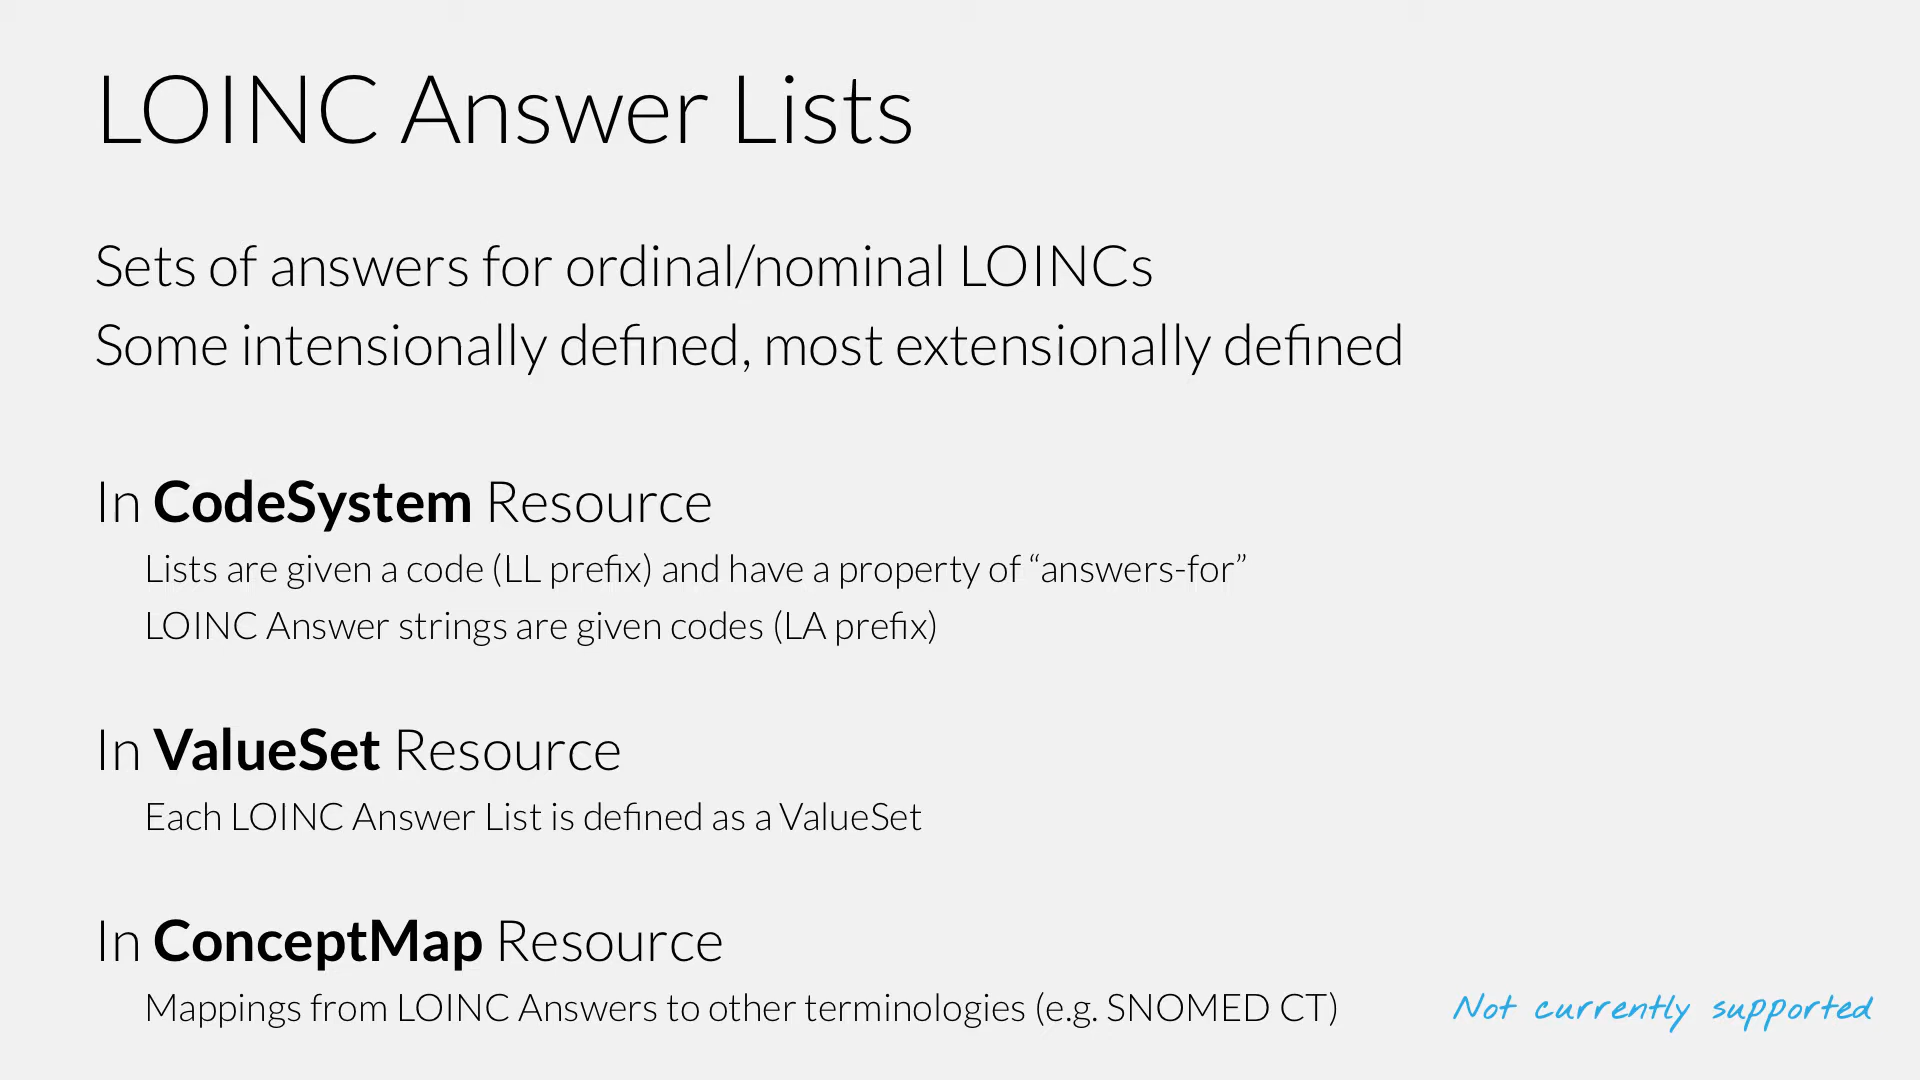 LOINC Answer Lists
Sets of answers for ordinal/nominal LOINCs
Some intensionally defined, most extensionally defined
In CodeSystem Resource
Lists are given a code (LL prefix) and have a property of “answers-for”
LOINC Answer strings are given codes (LA prefix)
In ValueSet Resource
Each LOINC Answer List is defined as a ValueSet
In ConceptMap Resource
Mappings from LOINC Answers to other terminologies (e.g. SNOMED CT) Not currently supported